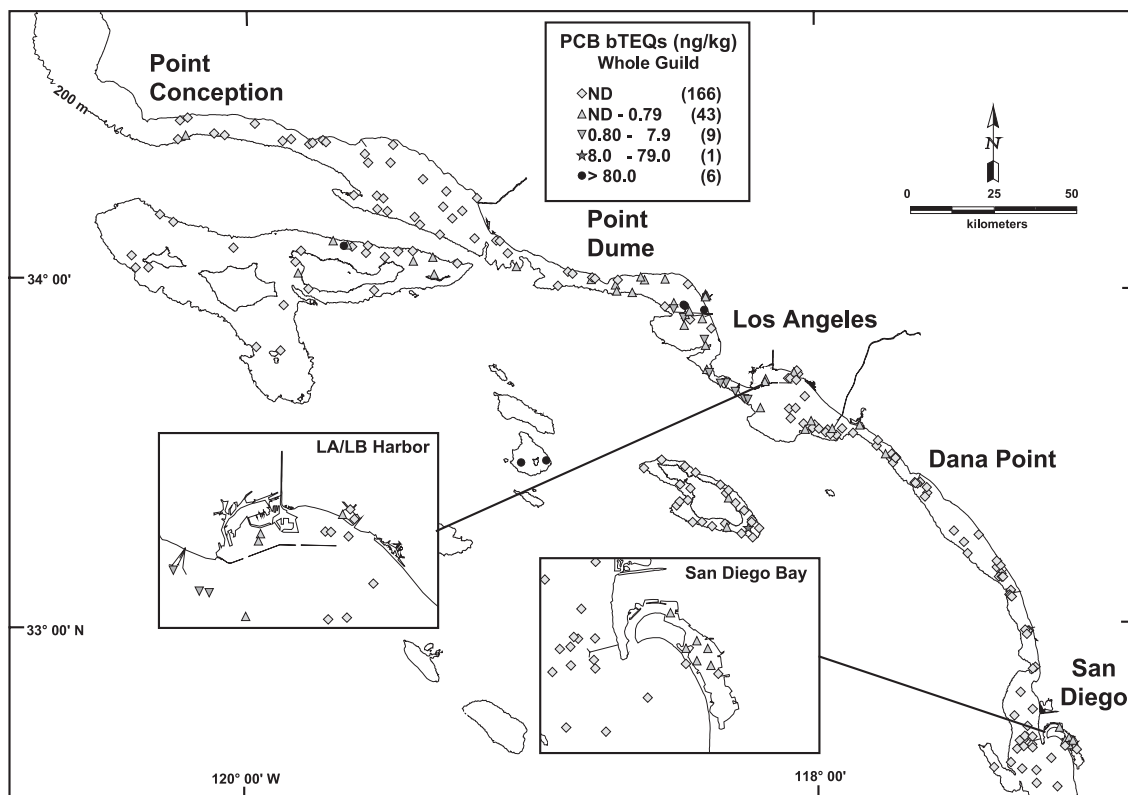 PCB bTEQs (ng/kg)
Whole Guild
ND (166)
ND - 0.79 (43)
0.80 - 7.9 (9)
8.0 - 79.0 (1)
> 80.0 (6)
Point
Conception
200 m
N
0 25 50
kilometers
Point
Dume
34° 00'
Los Angeles
LA/LB Harbor
Dana Point
San Diego Bay
33° 00' N
San
Diego
120° 00' W
118° 00'